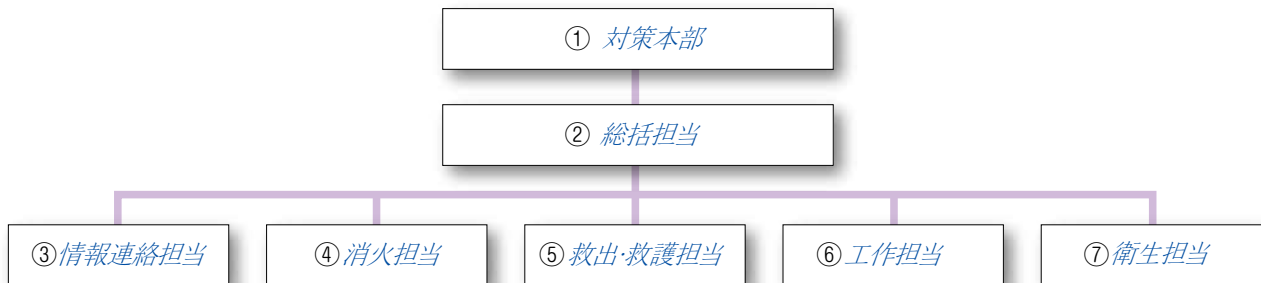 ① 対策本部
② 総括担当
③情報連絡担当
④消火担当
⑤救出·救護担当
⑥工作担当
⑦衛生担当